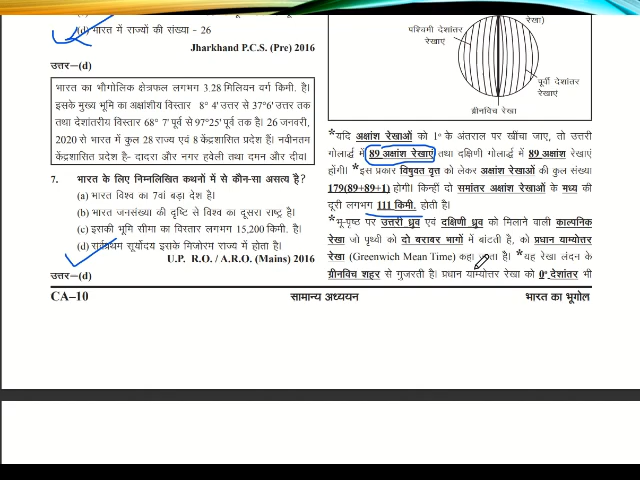 (d) भारत में राज्यों की संख्या - 26
Jharkhand P.C.S. (Pre) 2016
उत्तर–(d)
भारत का भौगोलिक क्षेत्रफल लगभग 3.28 मिलियन वर्ग किमी. है।
इसके मुख्य भूमि का अक्षांशीय विस्तार 8° 4' उत्तर से 37°6' उत्तर तक
तथा देशांतरीय विस्तार 68° 7' पूर्व से 97°25' पूर्व तक है। 26 जनवरी,
2020 से भारत में कुल 28 राज्य एवं 8 केंद्रशासित प्रदेश हैं। नवीनतम
केंद्रशासित प्रदेश है- दादरा और नगर हवेली तथा दमन और दीव।
7. भारत के लिए निम्नलिखित कथनों में से कौन-सा असत्य है?
(a) भारत विश्व का 7वां बड़ा देश है।
(b) भारत जनसंख्या की दृष्टि से विश्व का दूसरा राष्ट्र है।
(c) इसकी भूमि सीमा का विस्तार लगभग 15,200 किमी. है।
(d) सर्वप्रथम सूर्योदय इसके मिजोरम राज्य में होता है।
U.P. R.O. / A.R.O. (Mains) 2016
उत्तर–(d)
रेखा)
पश्चिमी देशांतर
रेखाएं
पूर्वी देशांतर
रेखाएं
ग्रीनविच रेखा
*यदि अक्षांश रेखाओं को 1° के अंतराल पर खींचा जाए, तो उत्तरी
गोलार्द्ध में 89 अक्षांश रेखाएं तथा दक्षिणी गोलार्द्ध में 89 अक्षांश रेखाएं
होंगी। *इस प्रकार विषुवत वृत्त को लेकर अक्षांश रेखाओं की कुल संख्या
179(89+89+1) होगी। किन्हीं दो समांतर अक्षांश रेखाओं के मध्य की
दूरी लगभग 111 किमी. होती है।
*भू-पृष्ठ पर उत्तरी ध्रुव एवं दक्षिणी ध्रुव को मिलाने वाली काल्पनिक
रेखा जो पृथ्वी को दो बराबर भागों में बांटती है, को प्रधान याम्योत्तर
रेखा (Greenwich Mean Time) कहा जाता है। *यह रेखा लंदन के
ग्रीनविच शहर से गुजरती है। प्रधान याम्योत्तर रेखा को 0° देशांतर भी
CA–10 सामान्य अध्ययन भारत का भूगोल